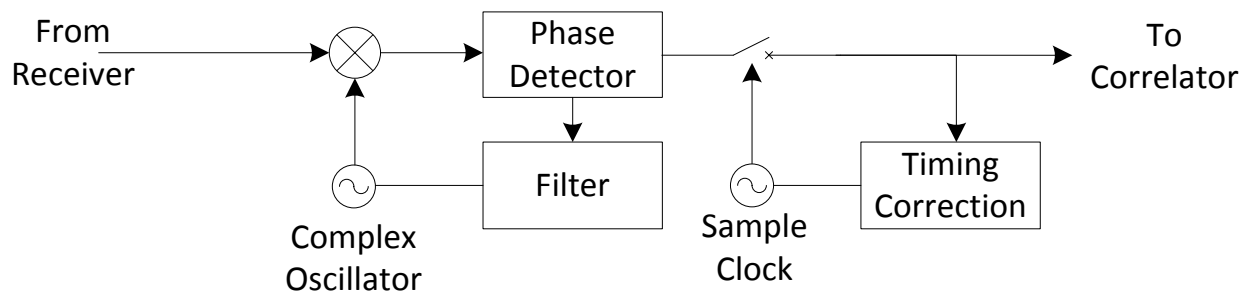 From
Receiver
Phase
Detector
To
Correlator
Filter
Timing
Correction
Complex
Oscillator
Sample
Clock